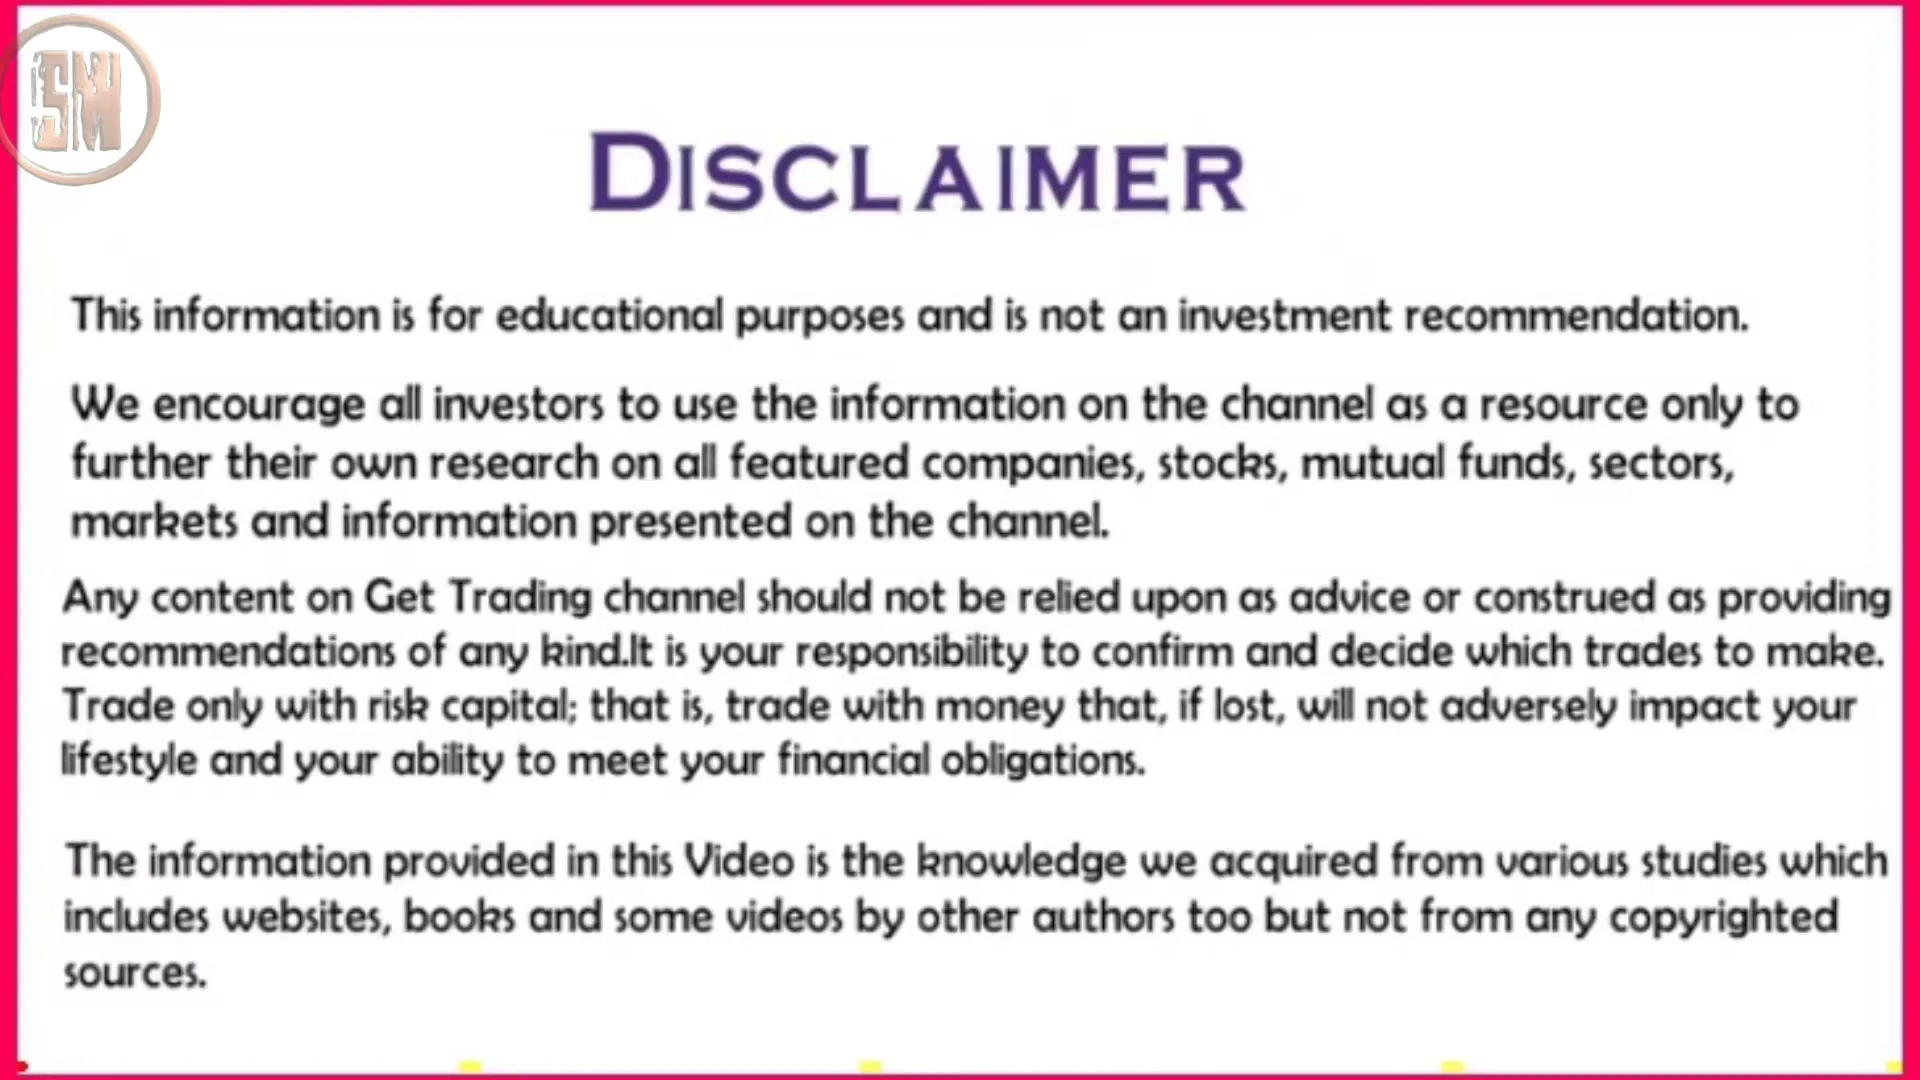 SW
DISCLAIMER
This information is for educational purposes and is not an investment recommendation.
We encourage all investors to use the information on the channel as a resource only to
further their own research on all featured companies, stocks, mutual funds, sectors,
markets and information presented on the channel.
Any content on Get Trading channel should not be relied upon as advice or construed as providing
recommendations of any kind.It is your responsibility to confirm and decide which trades to make.
Trade only with risk capital; that is, trade with money that, if lost, will not adversely impact your
lifestyle and your ability to meet your financial obligations.
The information provided in this Video is the knowledge we acquired from various studies which
includes websites, books and some videos by other authors too but not from any copyrighted
sources.